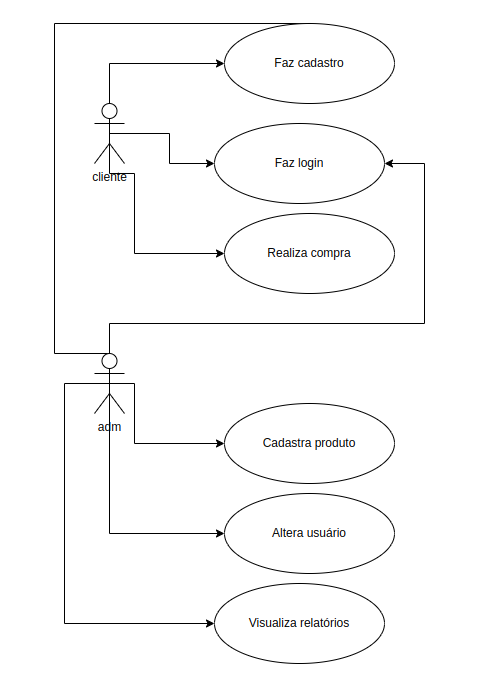 Faz cadastro
Faz login
cliente
Realiza compra
adm
Cadastra produto
Altera usuário
Visualiza relatórios